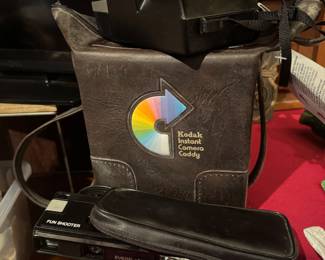 Kodak
Instant
Camera
Caddy
FUN SHOOTER